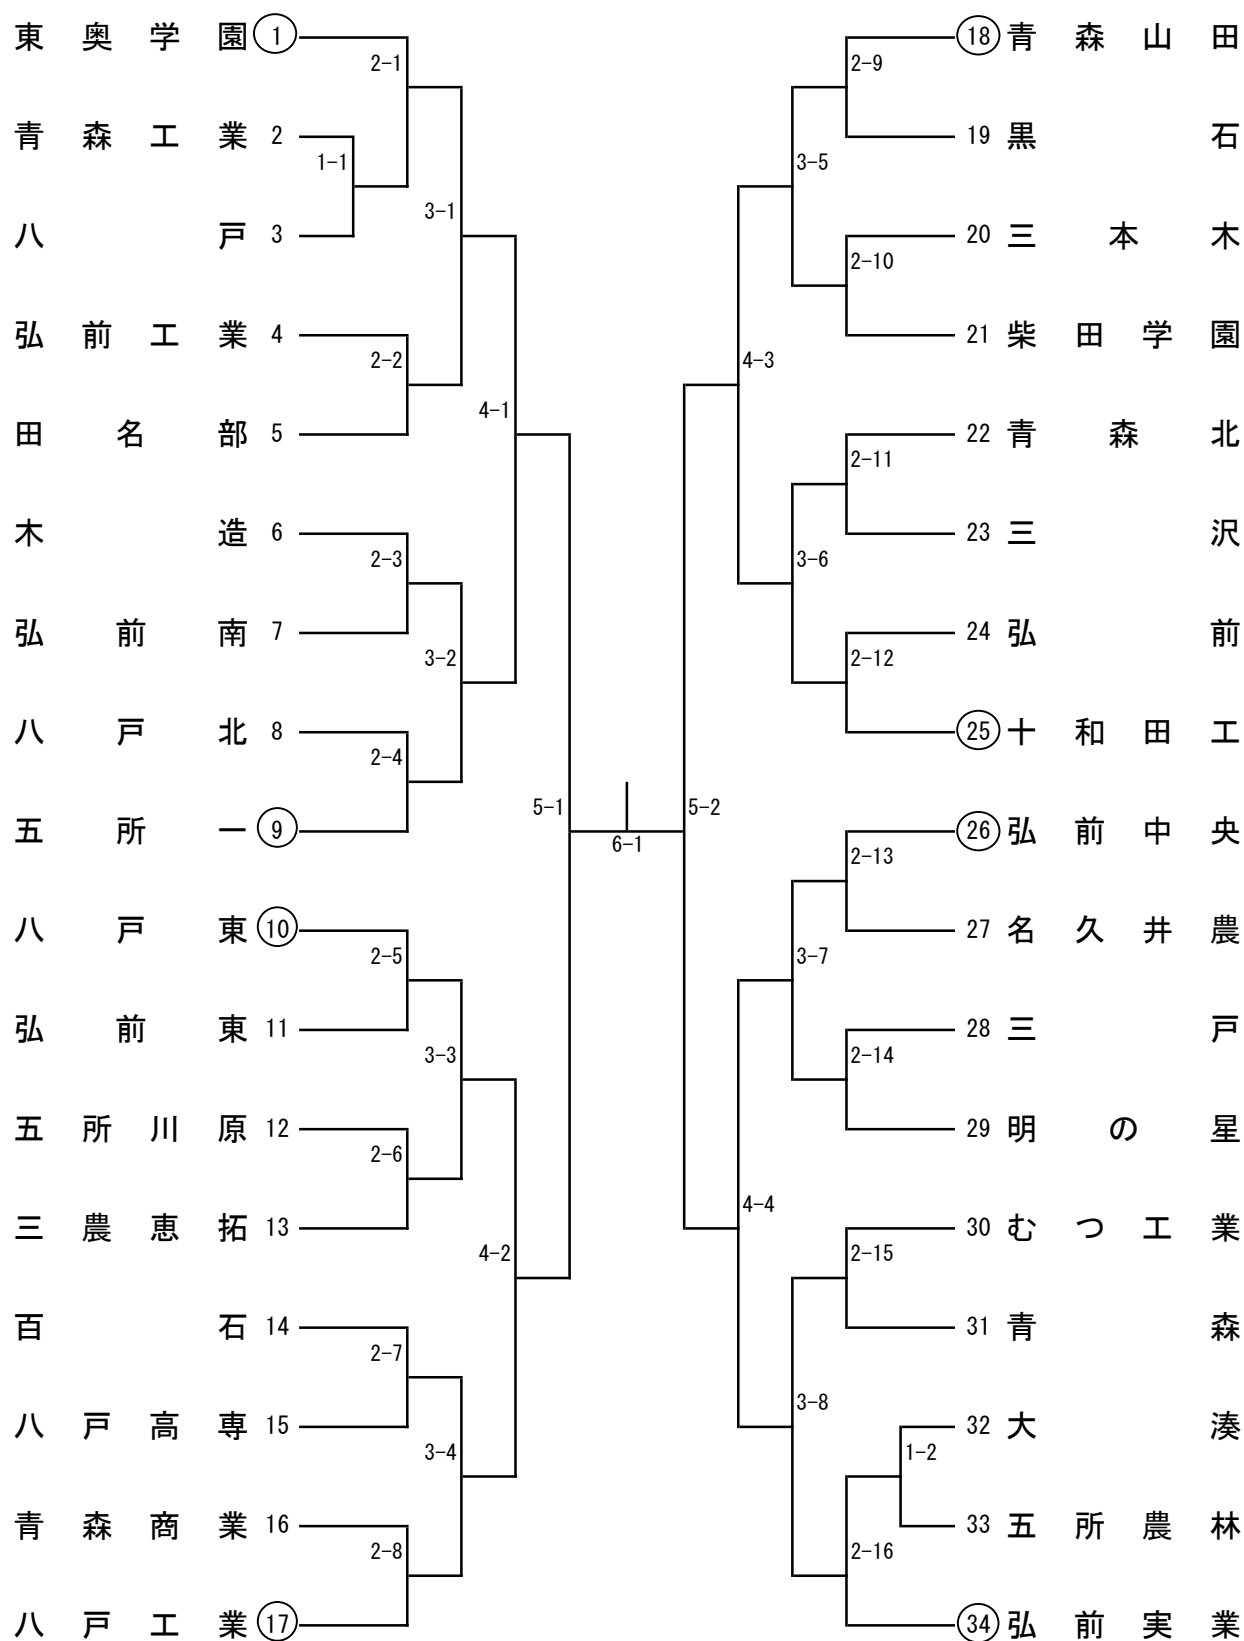 東奥学園 ①
2-1
青森工業 2
1-1
八戸 3
3-1
弘前工業 4
2-2
田名部 5
4-1
木造 6
2-3
弘前南 7
3-2
八戸北 8
2-4
五所一 ⑨
5-1
八戸東 ⑩
2-5
弘前東 11
3-3
五所川原 12
2-6
三農恵拓 13
4-2
百石 14
2-7
八戸高専 15
3-4
青森商業 16
2-8
八戸工業 ⑰
6-1
⑱ 青森山田
2-9
19 黒石
3-5
20 三本木
2-10
21 柴田学園
4-3
22 青森北
2-11
23 三沢
3-6
24 弘前
2-12
㉕ 十和田工
5-2
㉖ 弘前中央
2-13
27 名久井農
3-7
28 三戸
2-14
29 明の星
4-4
30 むつ工業
2-15
31 青森
3-8
32 大湊
1-2
33 五所農林
2-16
㉞ 弘前実業